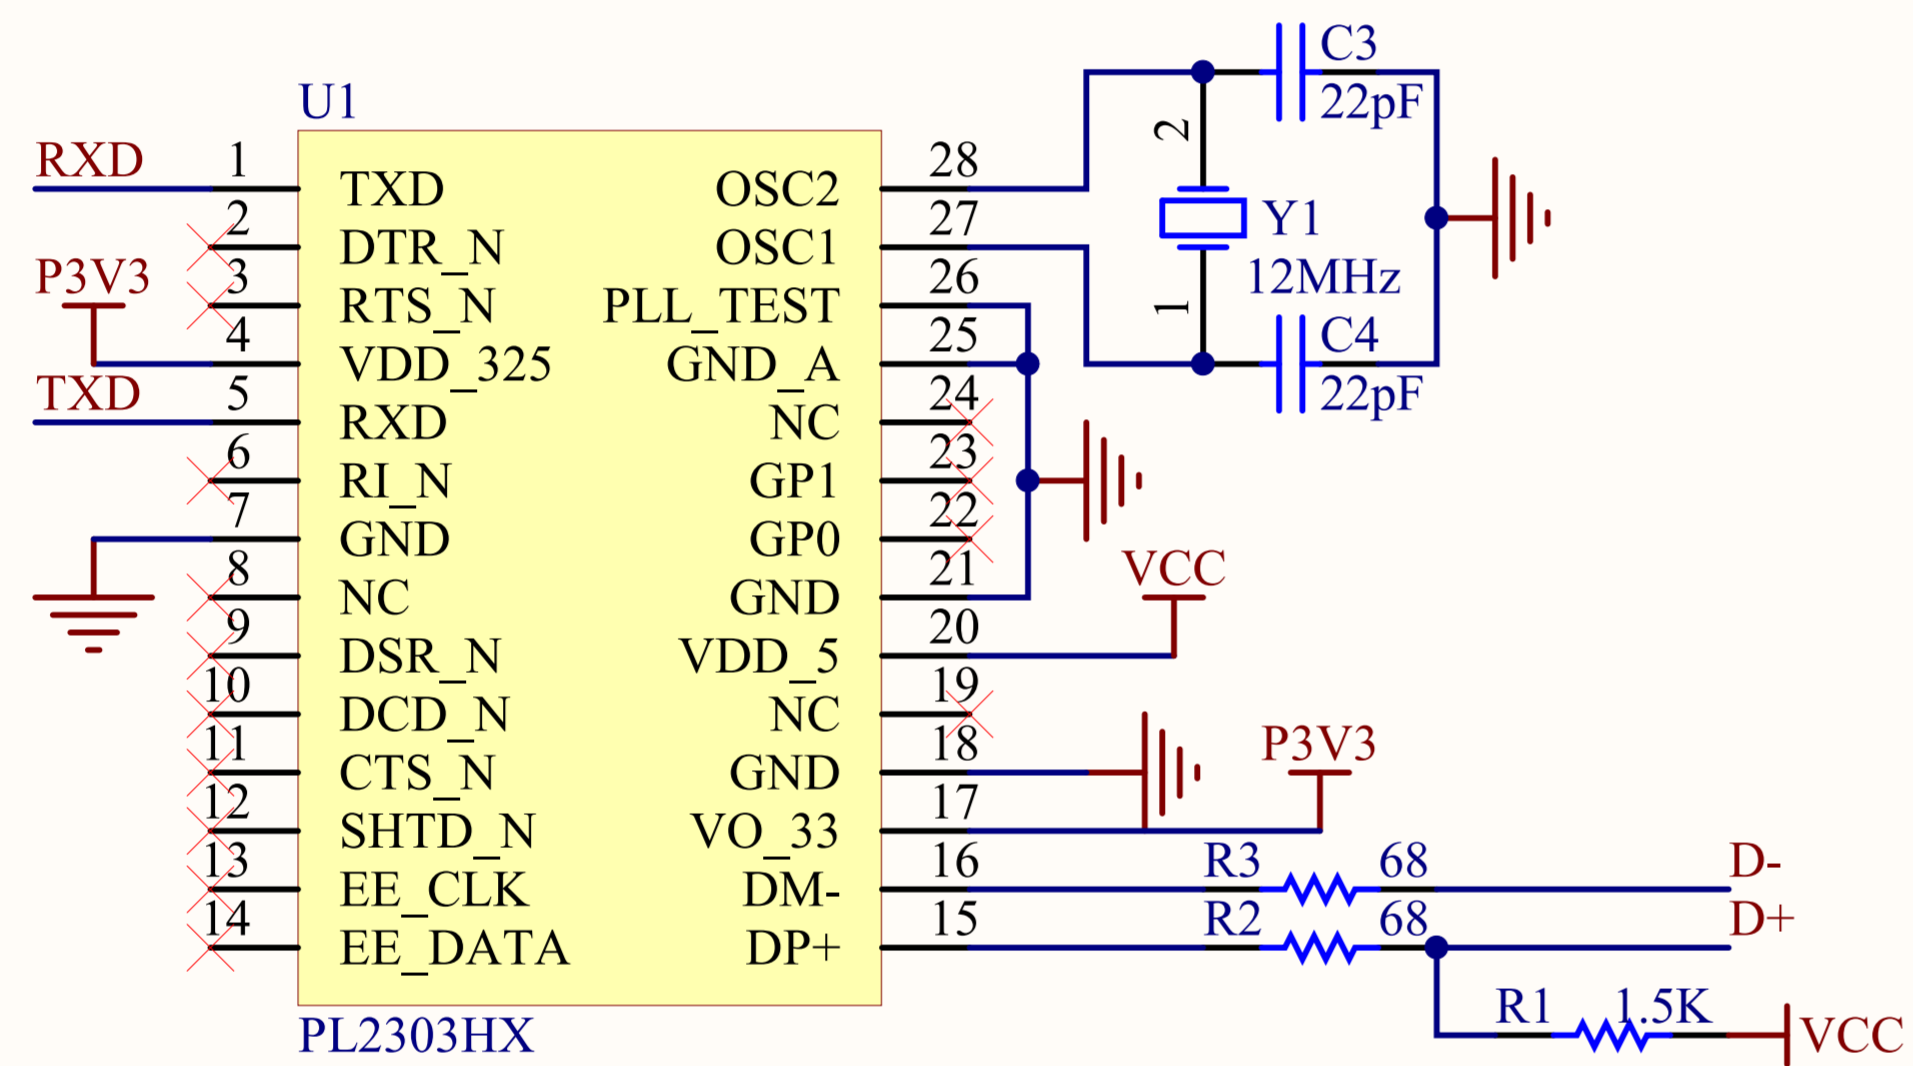 U1
RXD 1 TXD OSC2 28
2 DTR_N OSC1 27
P3V3 3 RTS_N PLL_TEST 26
4 VDD_325 GND_A 25
TXD 5 RXD NC 24
6 RI_N GP1 23
7 GND GP0 22
8 NC GND 21
9 DSR_N VDD_5 20
10 DCD_N NC 19
11 CTS_N GND 18
12 SHTD_N VO_33 17
13 EE_CLK DM- 16
14 EE_DATA DP+ 15
PL2303HX
C3
22pF
2
Y1
12MHz
1
C4
22pF
VCC
P3V3
R3 68 D-
R2 68 D+
R1 1.5K VCC